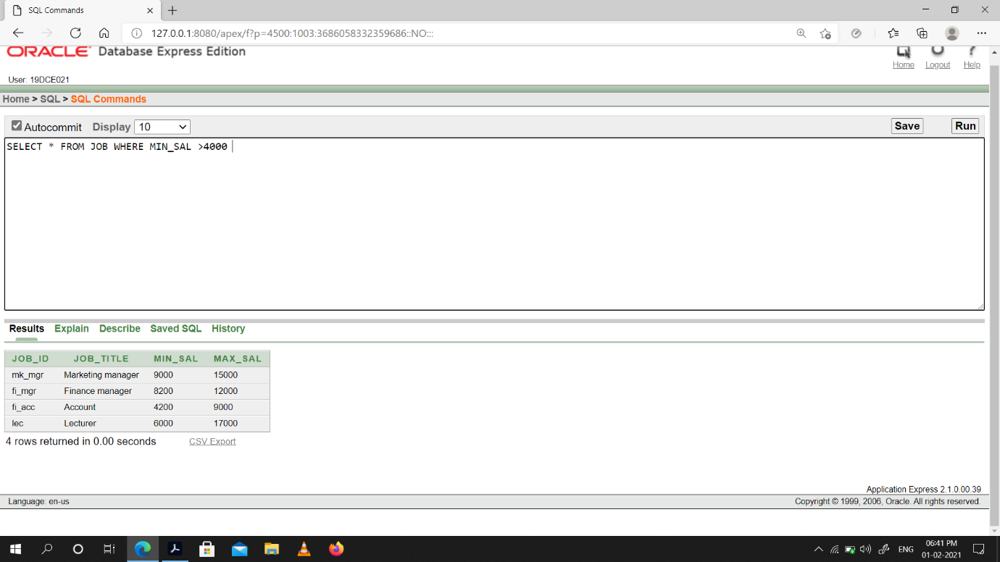 SQL Commands
127.0.0.1:8080/apex/f?p=4500:1003:3686058332359686::NO:::
ORACLE Database Express Edition
Home Logout Help
User: 19DCE021
Home > SQL > SQL Commands
Autocommit Display 10 Save Run
SELECT * FROM JOB WHERE MIN_SAL >4000
Results Explain Describe Saved SQL History
JOB_ID JOB_TITLE MIN_SAL MAX_SAL
mk_mgr Marketing manager 9000 15000
fi_mgr Finance manager 8200 12000
fi_acc Account 4200 9000
lec Lecturer 6000 17000
4 rows returned in 0.00 seconds CSV Export
Application Express 2.1.0.00.39
Language: en-us Copyright © 1999, 2006, Oracle. All rights reserved.
ENG 06:41 PM
01-02-2021